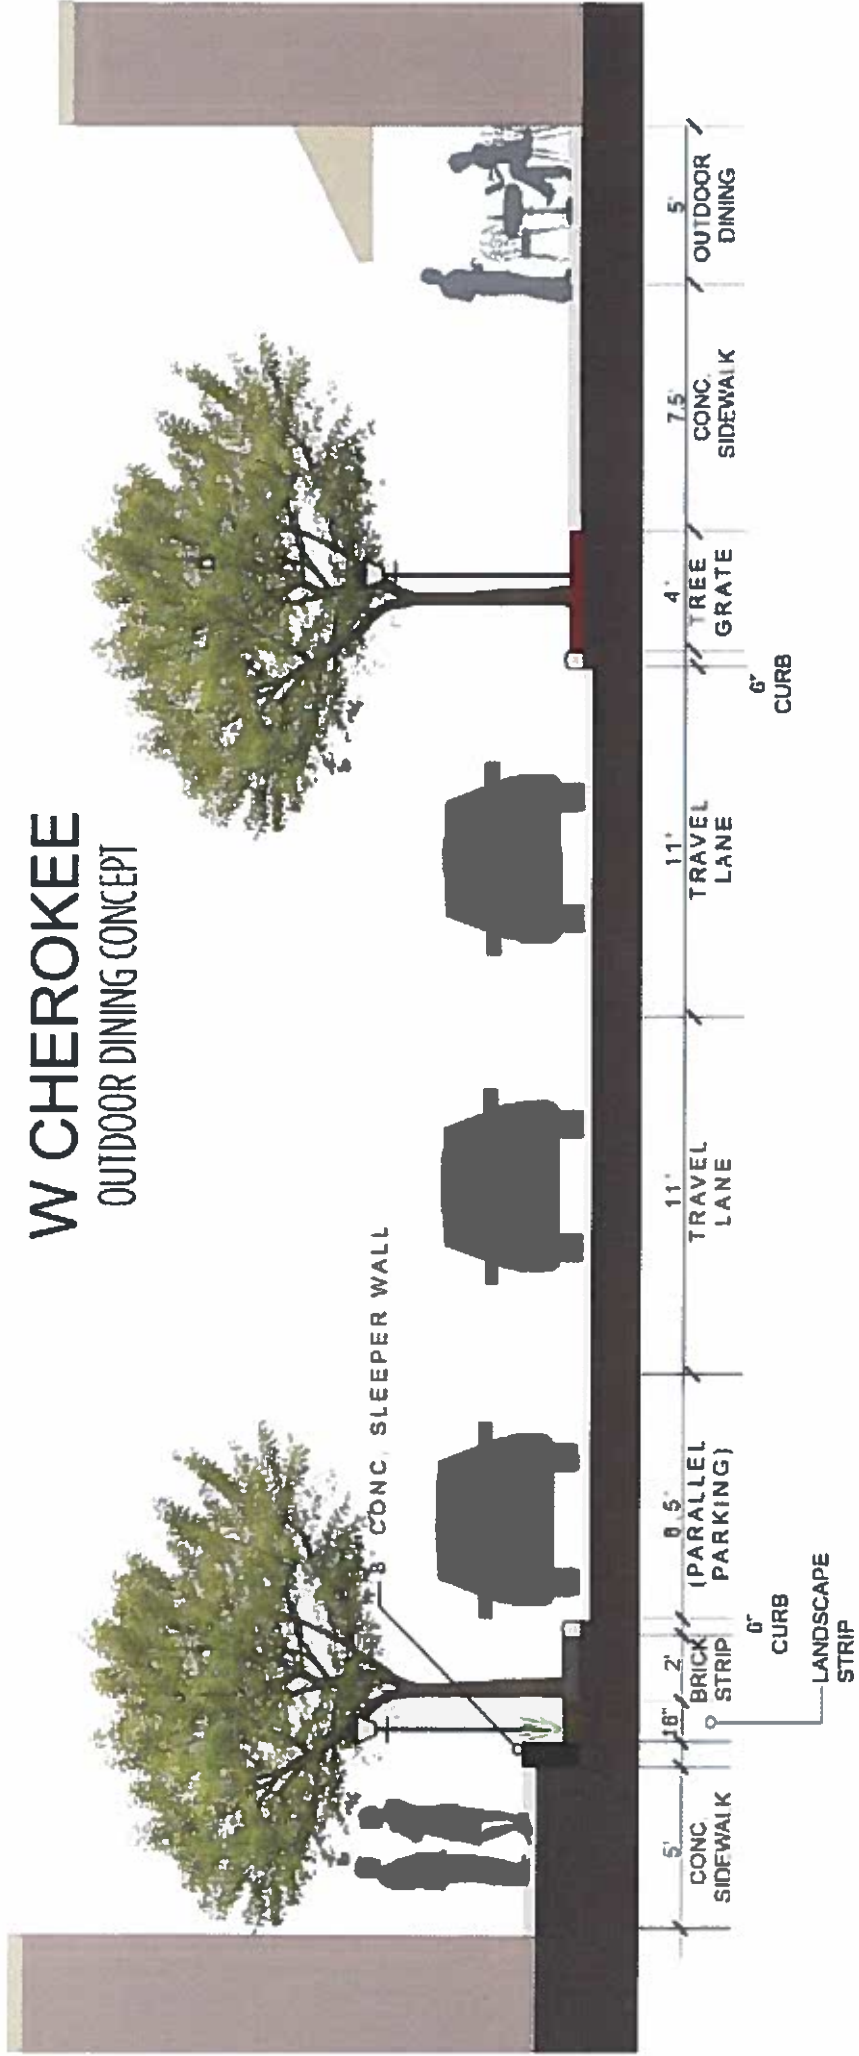 W CHEROKEE
OUTDOOR DINING CONCEPT
CONC. SLEEPER WALL
5'
CONC
SIDEWALK
16"
LANDSCAPE
STRIP
2'
BRICK
STRIP
6"
CURB
8.5'
(PARALLEL
PARKING)
11'
TRAVEL
LANE
11'
TRAVEL
LANE
6"
CURB
4'
TREE
GRATE
7.5'
CONC.
SIDEWALK
5'
OUTDOOR
DINING